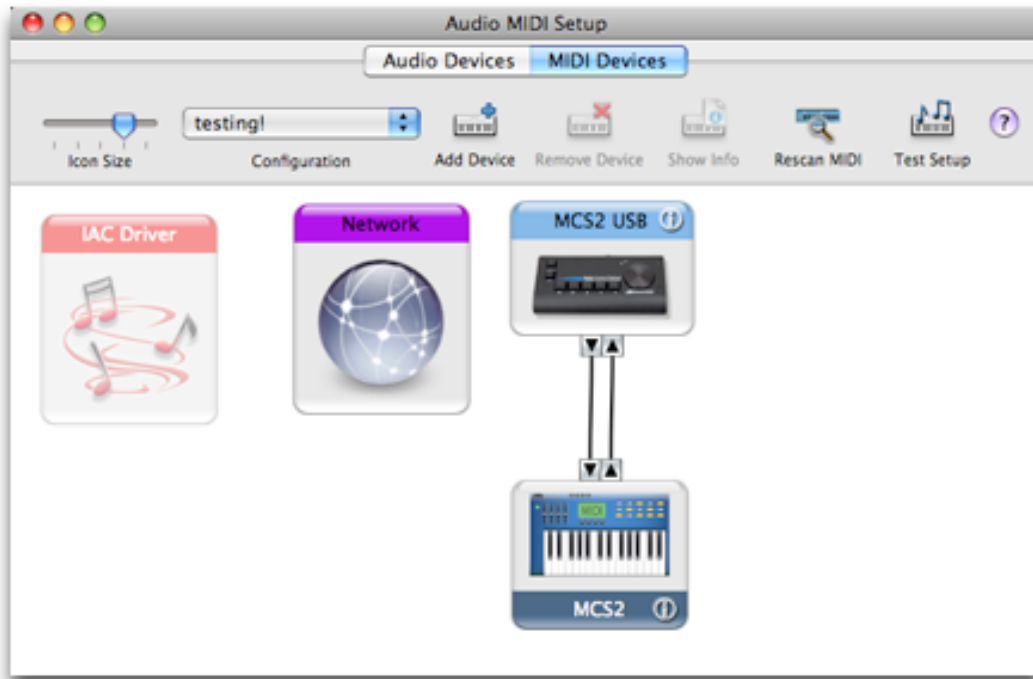 Audio MIDI Setup
Audio Devices MIDI Devices
testing!
Icon Size Configuration Add Device Remove Device Show Info Rescan MIDI Test Setup ?
IAC Driver Network MCS2 USB
MIDI
MCS2